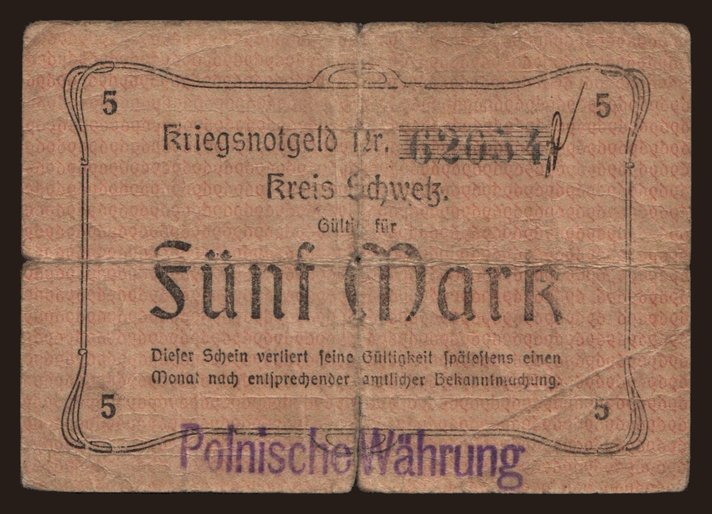 5 5
Kriegsnotgeld Nr. 62054
Kreis Schwetz.
Gültig für
Fünf Mark
Dieser Schein verliert seine Gültigkeit spätestens einen
Monat nach entsprechender amtlicher Bekanntmachung.
5 5
Polnische Währung